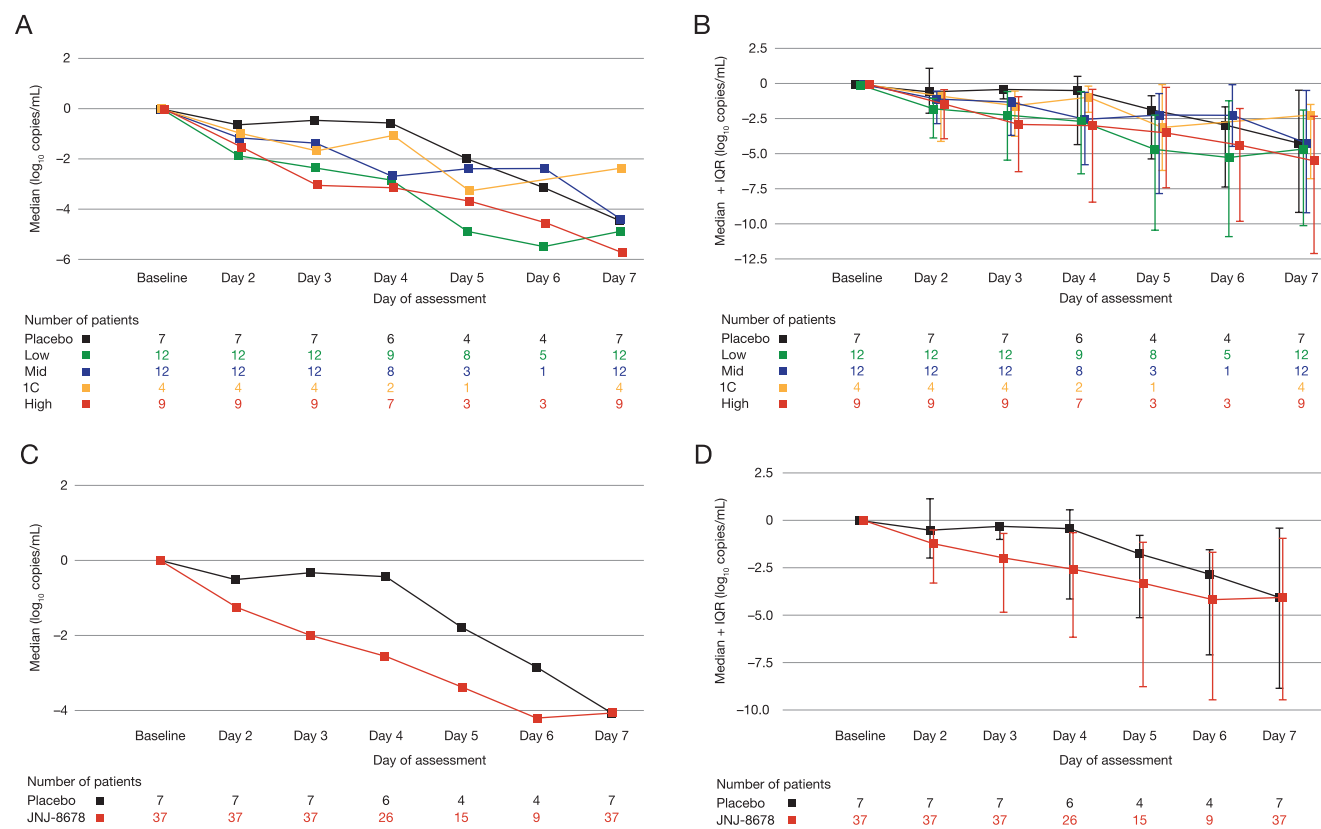 A
2
0
−2
−4
−6
Median (log10 copies/mL)
Baseline Day 2 Day 3 Day 4 Day 5 Day 6 Day 7
Day of assessment
Number of patients
Placebo 7 7 7 6 4 4 7
Low 12 12 12 9 8 5 12
Mid 12 12 12 8 3 1 12
1C 4 4 4 2 1 4
High 9 9 9 7 3 3 9
B
2.5
0
−2.5
−5.0
−7.5
−10.0
−12.5
Median + IQR (log10 copies/mL)
Baseline Day 2 Day 3 Day 4 Day 5 Day 6 Day 7
Day of assessment
Number of patients
Placebo 7 7 7 6 4 4 7
Low 12 12 12 9 8 5 12
Mid 12 12 12 8 3 1 12
1C 4 4 4 2 1 4
High 9 9 9 7 3 3 9
C
2
0
−2
−4
Median (log10 copies/mL)
Baseline Day 2 Day 3 Day 4 Day 5 Day 6 Day 7
Day of assessment
Number of patients
Placebo 7 7 7 6 4 4 7
JNJ-8678 37 37 37 26 15 9 37
D
2.5
0
−2.5
−5.0
−7.5
−10.0
Median + IQR (log10 copies/mL)
Baseline Day 2 Day 3 Day 4 Day 5 Day 6 Day 7
Day of assessment
Number of patients
Placebo 7 7 7 6 4 4 7
JNJ-8678 37 37 37 26 15 9 37